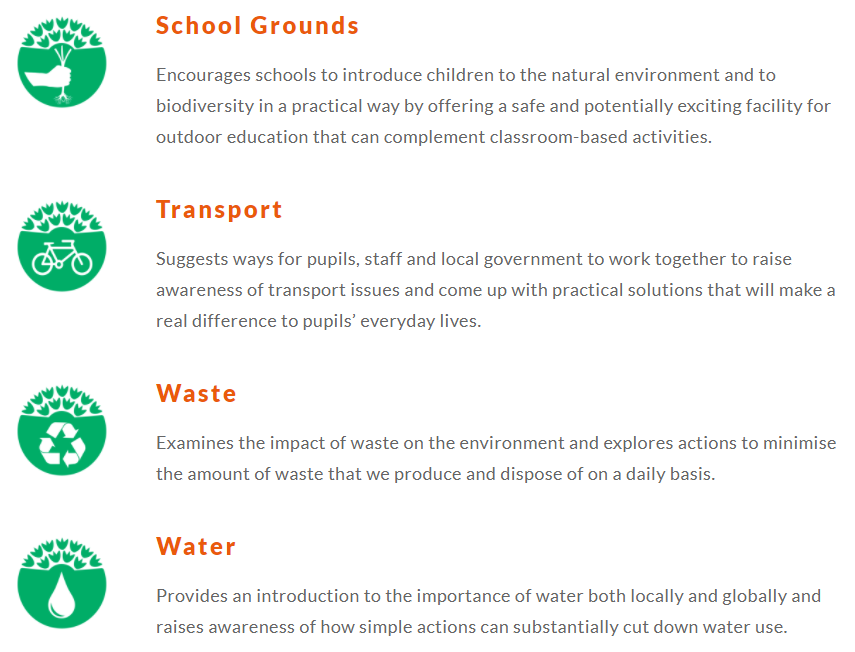 School Grounds
Encourages schools to introduce children to the natural environment and to
biodiversity in a practical way by offering a safe and potentially exciting facility for
outdoor education that can complement classroom-based activities.
Transport
Suggests ways for pupils, staff and local government to work together to raise
awareness of transport issues and come up with practical solutions that will make a
real difference to pupils’ everyday lives.
Waste
Examines the impact of waste on the environment and explores actions to minimise
the amount of waste that we produce and dispose of on a daily basis.
Water
Provides an introduction to the importance of water both locally and globally and
raises awareness of how simple actions can substantially cut down water use.